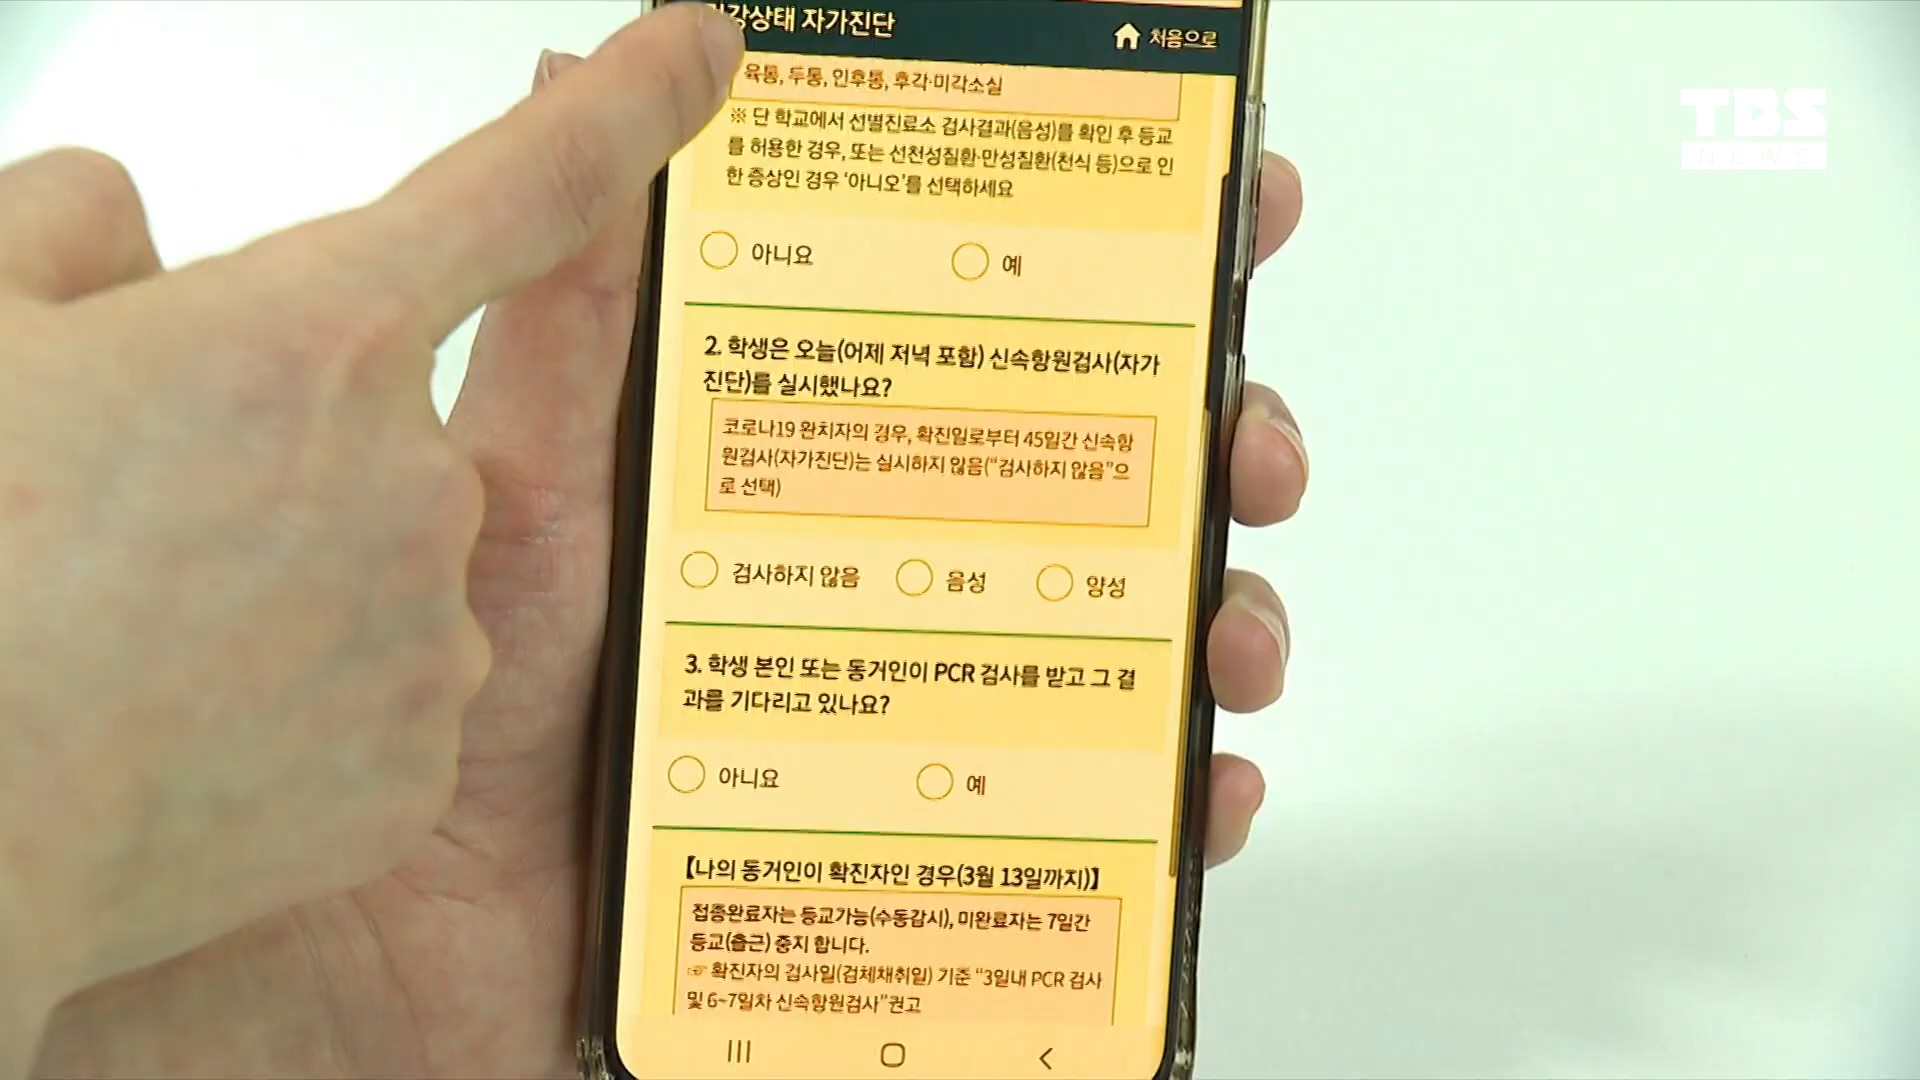 강상태 자가진단
처음으로
육통, 두통, 인후통, 후각·미각소실
※ 단 학교에서 선별진료소 검사결과(음성)를 확인 후 등교
를 허용한 경우, 또는 선천성질환·만성질환(천식 등)으로 인
한 증상인 경우 ‘아니오’를 선택하세요
아니요 예
2. 학생은 오늘(어제 저녁 포함) 신속항원검사(자가
진단)를 실시했나요?
코로나19 완치자의 경우, 확진일로부터 45일간 신속항
원검사(자가진단)는 실시하지 않음("검사하지 않음"으
로 선택)
검사하지 않음 음성 양성
3. 학생 본인 또는 동거인이 PCR 검사를 받고 그 결
과를 기다리고 있나요?
아니요 예
【나의 동거인이 확진자인 경우(3월 13일까지)】
접종완료자는 등교가능(수동감시), 미완료자는 7일간
등교(출근) 중지 합니다.
☞ 확진자의 검사일(검체채취일) 기준 "3일내 PCR 검사
및 6~7일차 신속항원검사"권고
TBS
NEWS